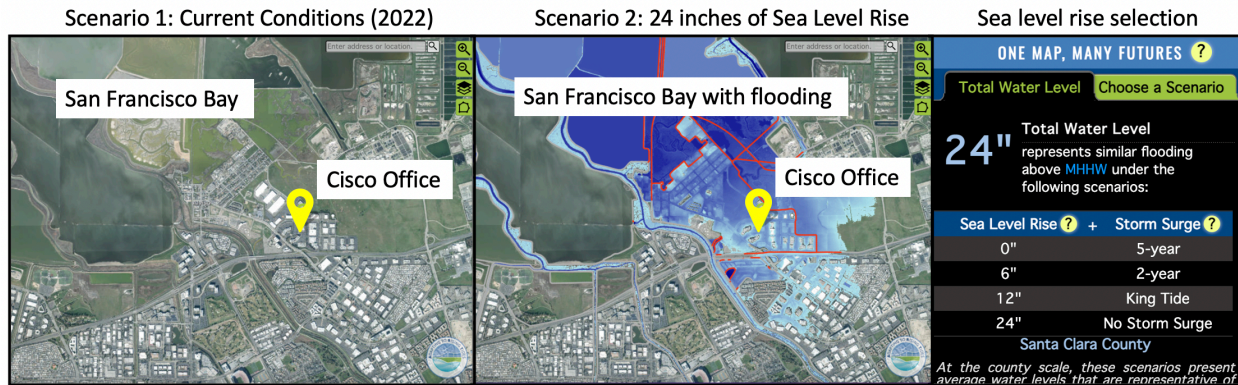 Scenario 1: Current Conditions (2022)
Scenario 2: 24 inches of Sea Level Rise
Sea level rise selection
Enter address or location.
San Francisco Bay
Cisco Office
Enter address or location.
San Francisco Bay with flooding
Cisco Office
ONE MAP, MANY FUTURES ?
Total Water Level
Choose a Scenario
24"
Total Water Level
represents similar flooding
above MHHW under the
following scenarios:
Sea Level Rise ? + Storm Surge ?
0" 5-year
6" 2-year
12" King Tide
24" No Storm Surge
Santa Clara County
At the county scale, these scenarios present
average water levels that are representative of